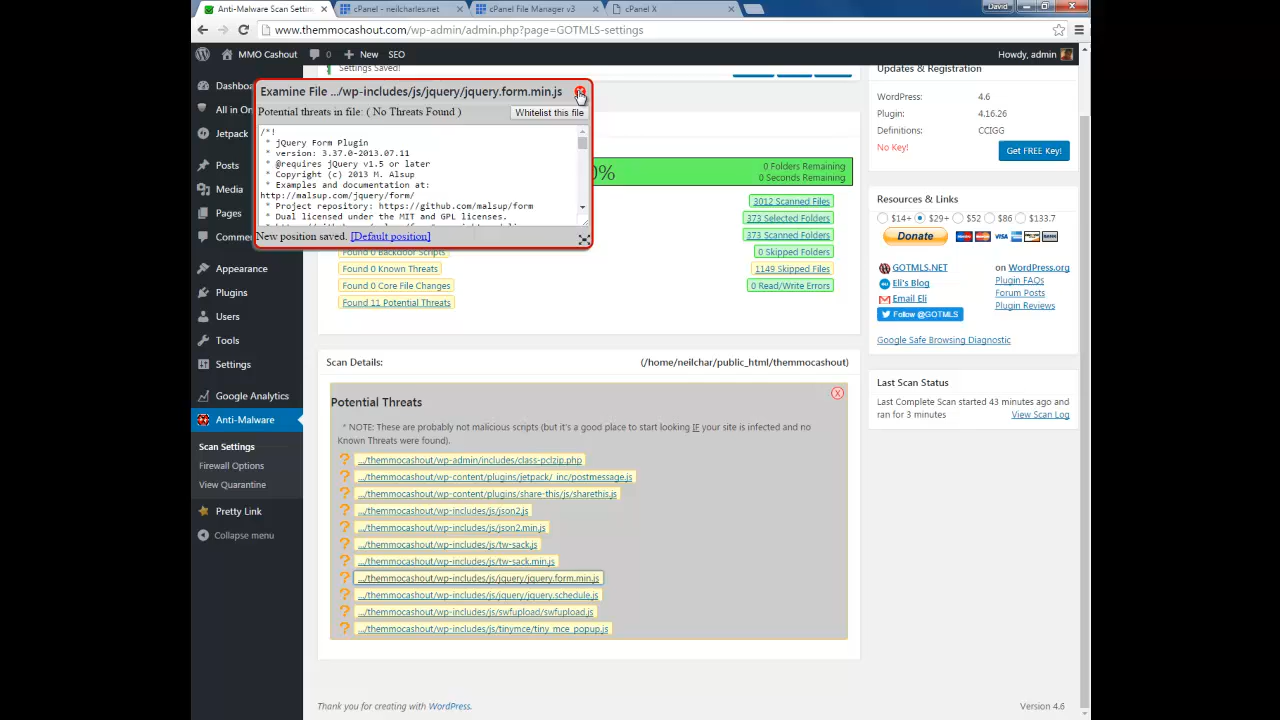 Anti-Malware Scan Settin
cPanel - neilcharles.net
cPanel File Manager v3
cPanel X
David
www.themmocashout.com/wp-admin/admin.php?page=GOTMLS-settings
MMO Cashout
0
New
SEO
Howdy, admin
Dashboa
All in On
Jetpack
Posts
Media
Pages
Comme
Appearance
Plugins
Users
Tools
Settings
Google Analytics
Anti-Malware
Scan Settings
Firewall Options
View Quarantine
Pretty Link
Collapse menu
Settings Saved!
Examine File .../wp-includes/js/jquery/jquery.form.min.js
Potential threats in file: ( No Threats Found )
Whitelist this file
/*!
* jQuery Form Plugin
* version: 3.37.0-2013.07.11
* @requires jQuery v1.5 or later
* Copyright (c) 2013 M. Alsup
* Examples and documentation at:
http://malsup.com/jquery/form/
* Project repository: https://github.com/malsup/form
* Dual licensed under the MIT and GPL licenses.
New position saved. [Default position]
0%
0 Folders Remaining
0 Seconds Remaining
3012 Scanned Files
373 Selected Folders
373 Scanned Folders
0 Skipped Folders
1149 Skipped Files
0 Read/Write Errors
Found 0 Backdoor Scripts
Found 0 Known Threats
Found 0 Core File Changes
Found 11 Potential Threats
Scan Details:
(/home/neilchar/public_html/themmocashout)
Potential Threats
* NOTE: These are probably not malicious scripts (but it's a good place to start looking IF your site is infected and no
Known Threats were found).
? .../themmocashout/wp-admin/includes/class-pclzip.php
? .../themmocashout/wp-content/plugins/jetpack/_inc/postmessage.js
? .../themmocashout/wp-content/plugins/share-this/js/sharethis.js
? .../themmocashout/wp-includes/js/json2.js
? .../themmocashout/wp-includes/js/json2.min.js
? .../themmocashout/wp-includes/js/tw-sack.js
? .../themmocashout/wp-includes/js/tw-sack.min.js
? .../themmocashout/wp-includes/js/jquery/jquery.form.min.js
? .../themmocashout/wp-includes/js/jquery/jquery.schedule.js
? .../themmocashout/wp-includes/js/swfupload/swfupload.js
? .../themmocashout/wp-includes/js/tinymce/tiny_mce_popup.js
Updates & Registration
WordPress: 4.6
Plugin: 4.16.26
Definitions: CCIGG
No Key!
Get FREE Key!
Resources & Links
$14+ $29+ $52 $86 $133.7
Donate
GOTMLS.NET
Eli's Blog
Email Eli
Follow @GOTMLS
on WordPress.org
Plugin FAQs
Forum Posts
Plugin Reviews
Google Safe Browsing Diagnostic
Last Scan Status
Last Complete Scan started 43 minutes ago and
ran for 3 minutes
View Scan Log
Thank you for creating with WordPress.
Version 4.6